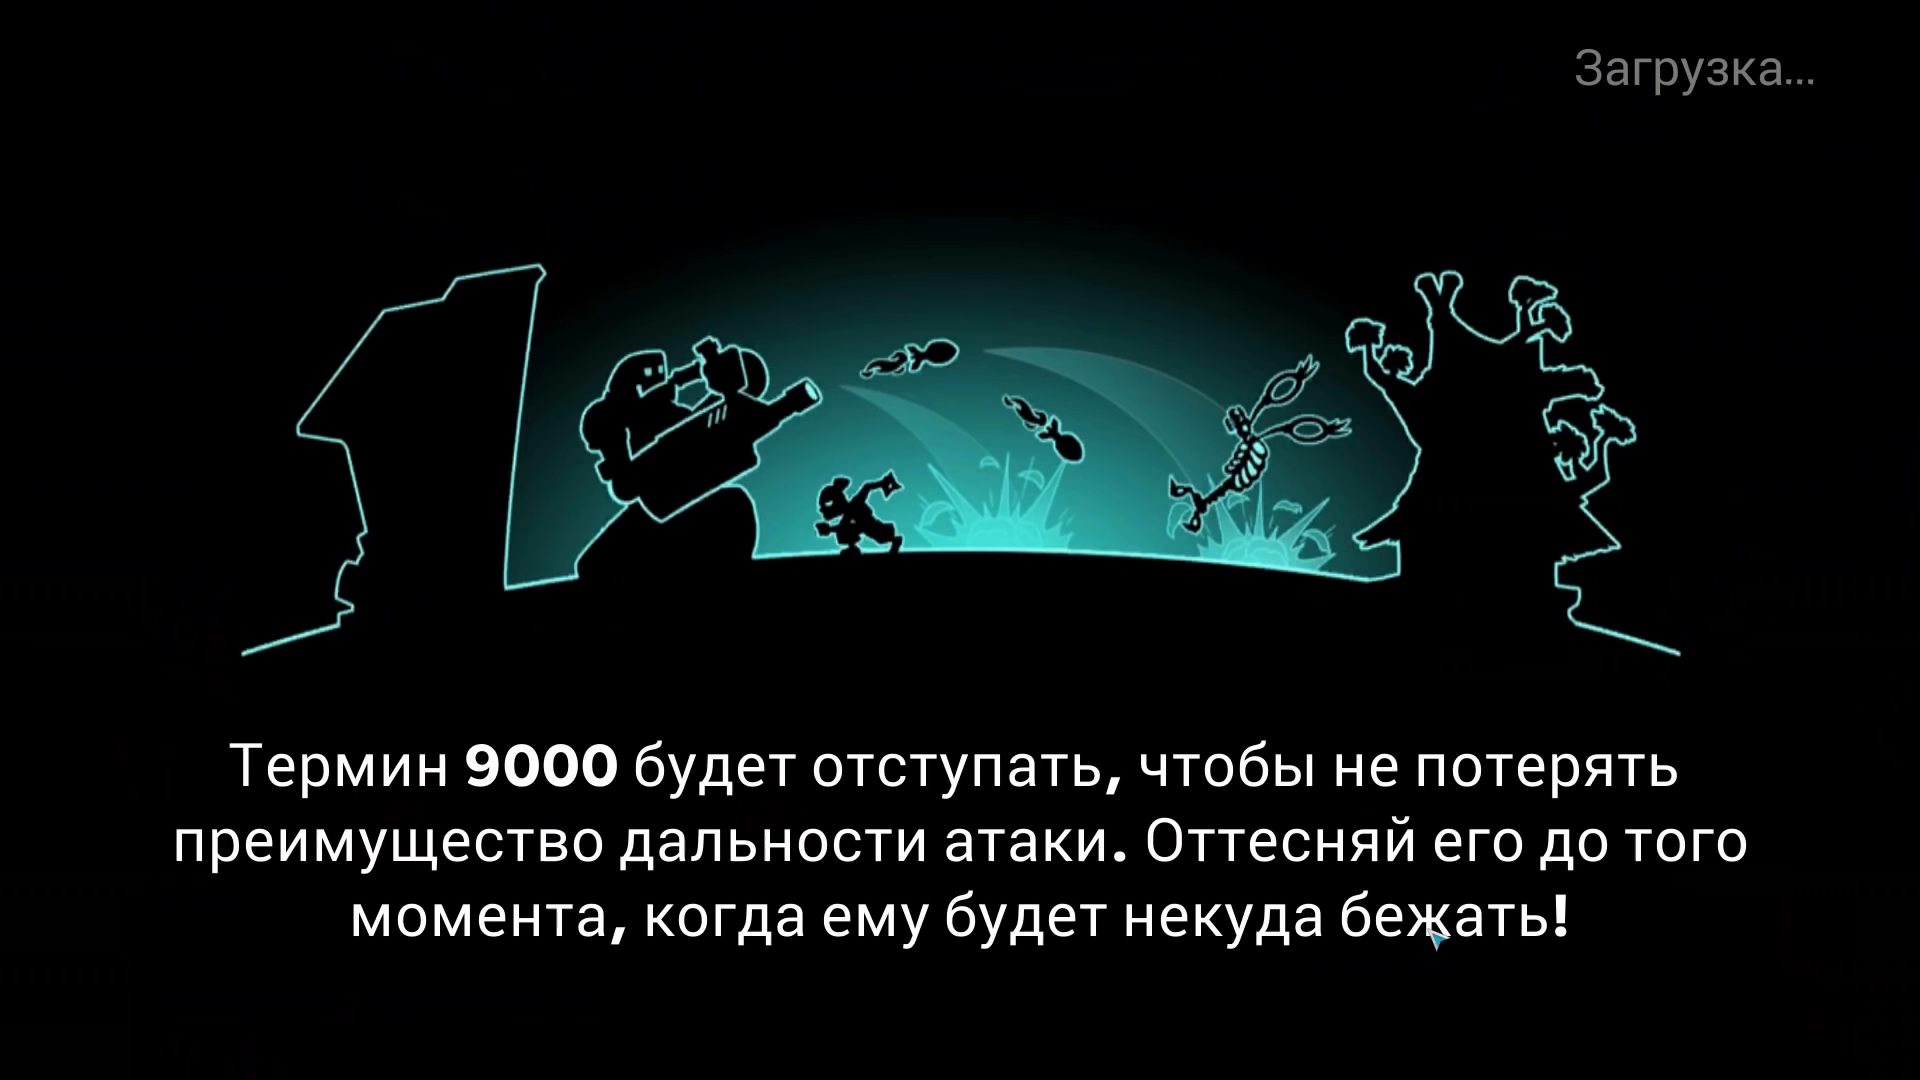 Загрузка...
Термин 9000 будет отступать, чтобы не потерять
преимущество дальности атаки. Оттесняй его до того
момента, когда ему будет некуда бежать!